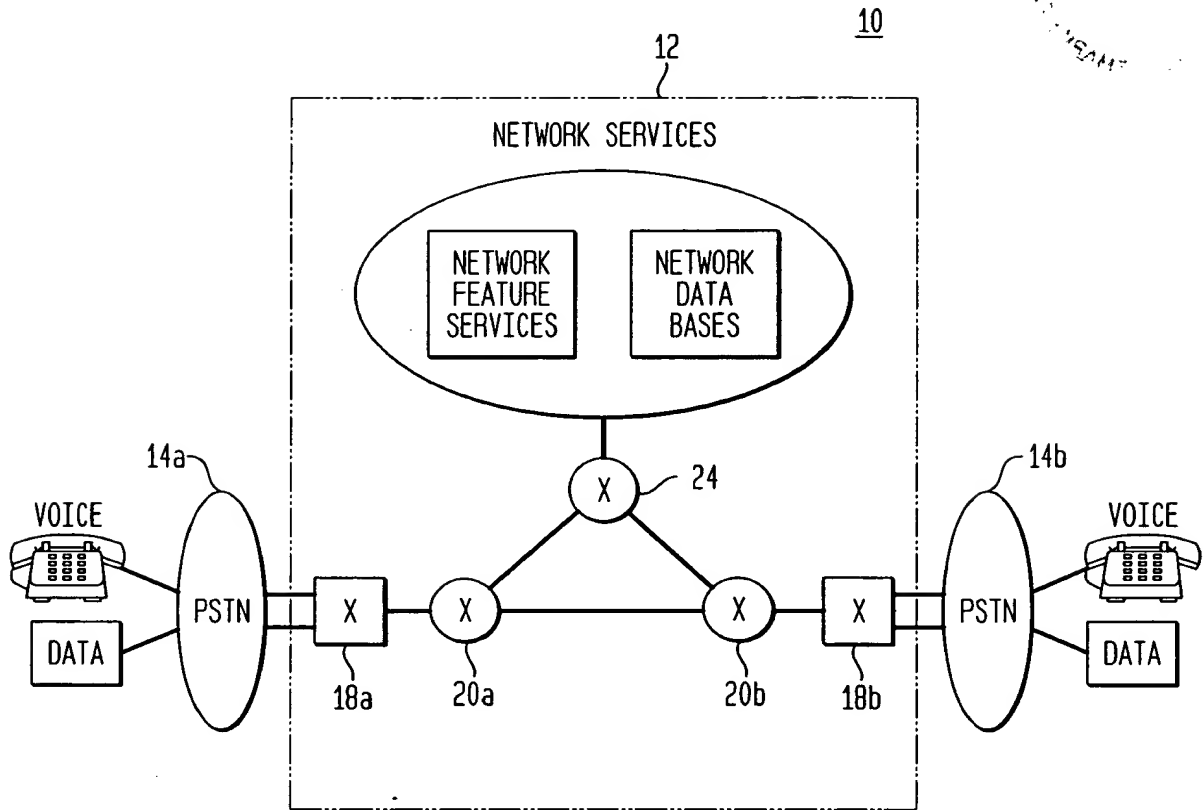 10
12
NETWORK SERVICES
NETWORK
FEATURE
SERVICES
NETWORK
DATA
BASES
14a
24
14b
VOICE
X
VOICE
PSTN
X
X
X
X
PSTN
DATA
DATA
18a
20a
20b
18b